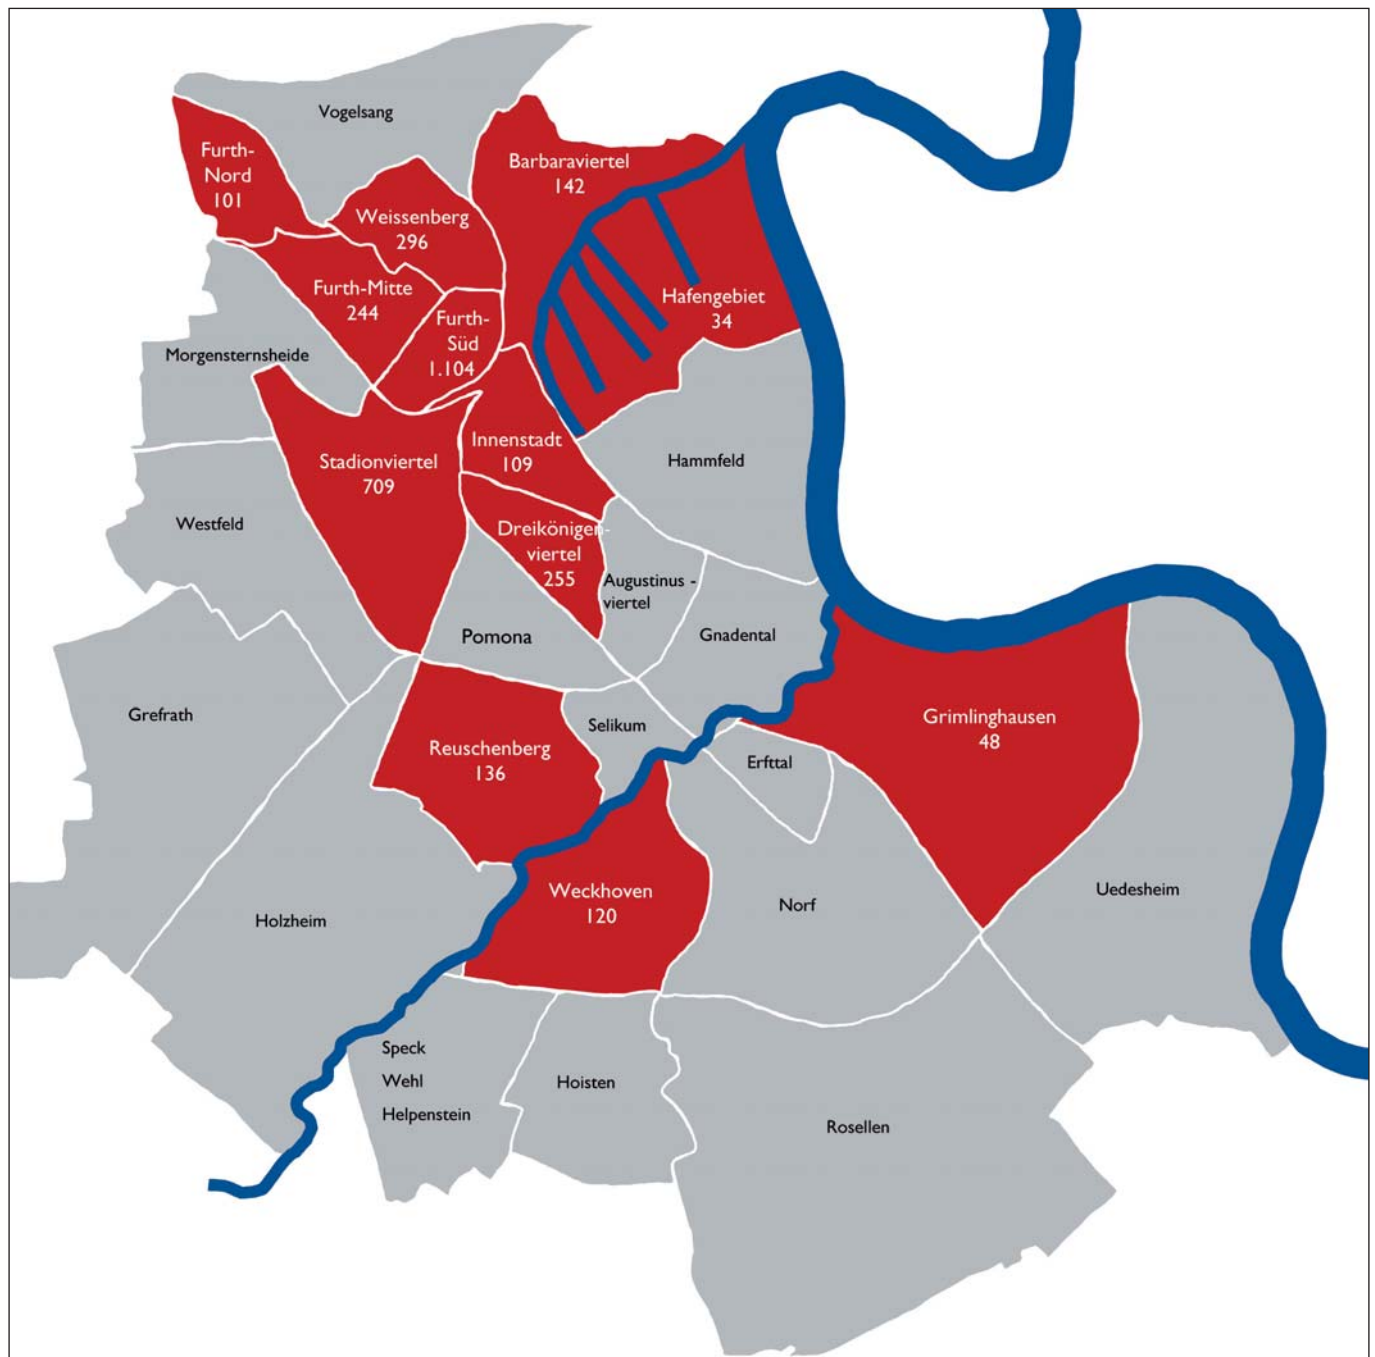 Vogelsang
Furth-
Nord
101
Barbaraviertel
142
Weissenberg
296
Furth-Mitte
244
Hafengebiet
34
Furth-
Süd
1.104
Morgensternsheide
Innenstadt
109
Stadionviertel
709
Hammfeld
Westfeld
Dreikönigen-
viertel
255
Augustinus -
viertel
Pomona
Gnadental
Grefrath
Selikum
Grimlinghausen
48
Reuschenberg
136
Erfttal
Weckhoven
120
Norf
Uedesheim
Holzheim
Speck
Wehl
Helpenstein
Hoisten
Rosellen